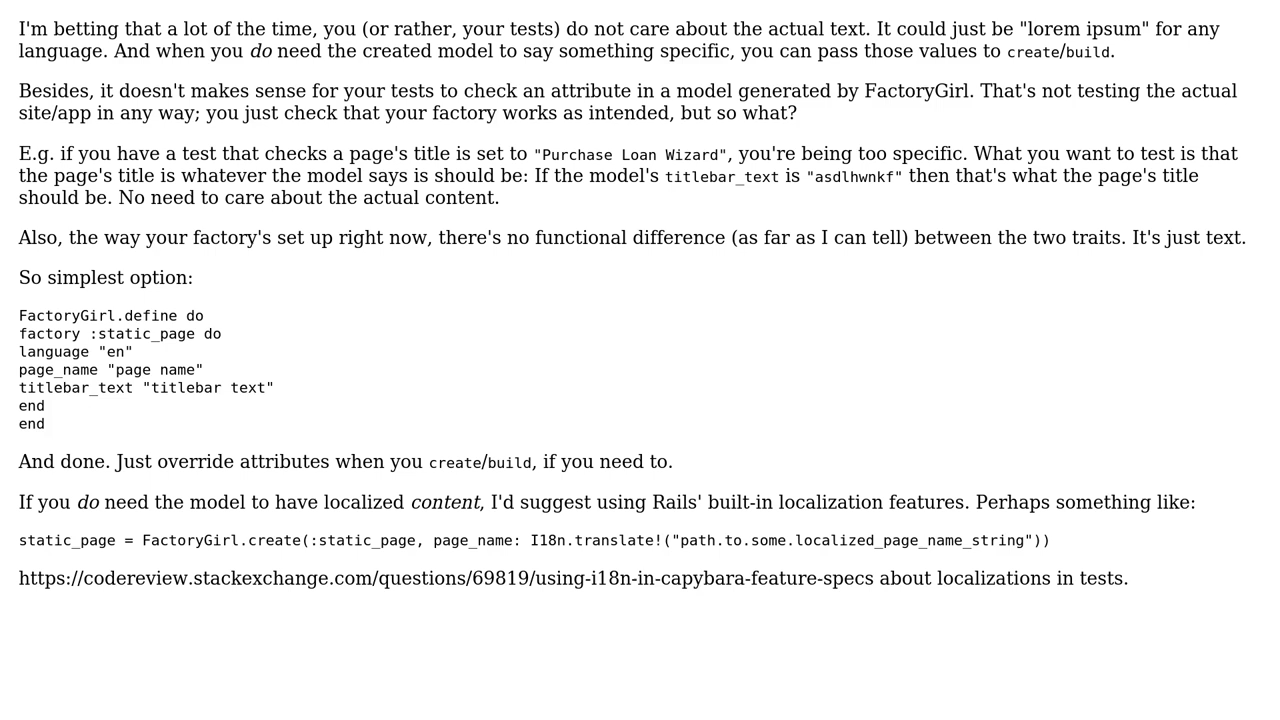 I'm betting that a lot of the time, you (or rather, your tests) do not care about the actual text. It could just be "lorem ipsum" for any
language. And when you do need the created model to say something specific, you can pass those values to create/build.
Besides, it doesn't makes sense for your tests to check an attribute in a model generated by FactoryGirl. That's not testing the actual
site/app in any way; you just check that your factory works as intended, but so what?
E.g. if you have a test that checks a page's title is set to "Purchase Loan Wizard", you're being too specific. What you want to test is that
the page's title is whatever the model says is should be: If the model's titlebar_text is "asdlhwnkf" then that's what the page's title
should be. No need to care about the actual content.
Also, the way your factory's set up right now, there's no functional difference (as far as I can tell) between the two traits. It's just text.
So simplest option:
FactoryGirl.define do
factory :static_page do
language "en"
page_name "page name"
titlebar_text "titlebar text"
end
end
And done. Just override attributes when you create/build, if you need to.
If you do need the model to have localized content, I'd suggest using Rails' built-in localization features. Perhaps something like:
static_page = FactoryGirl.create(:static_page, page_name: I18n.translate!("path.to.some.localized_page_name_string"))
https://codereview.stackexchange.com/questions/69819/using-i18n-in-capybara-feature-specs about localizations in tests.